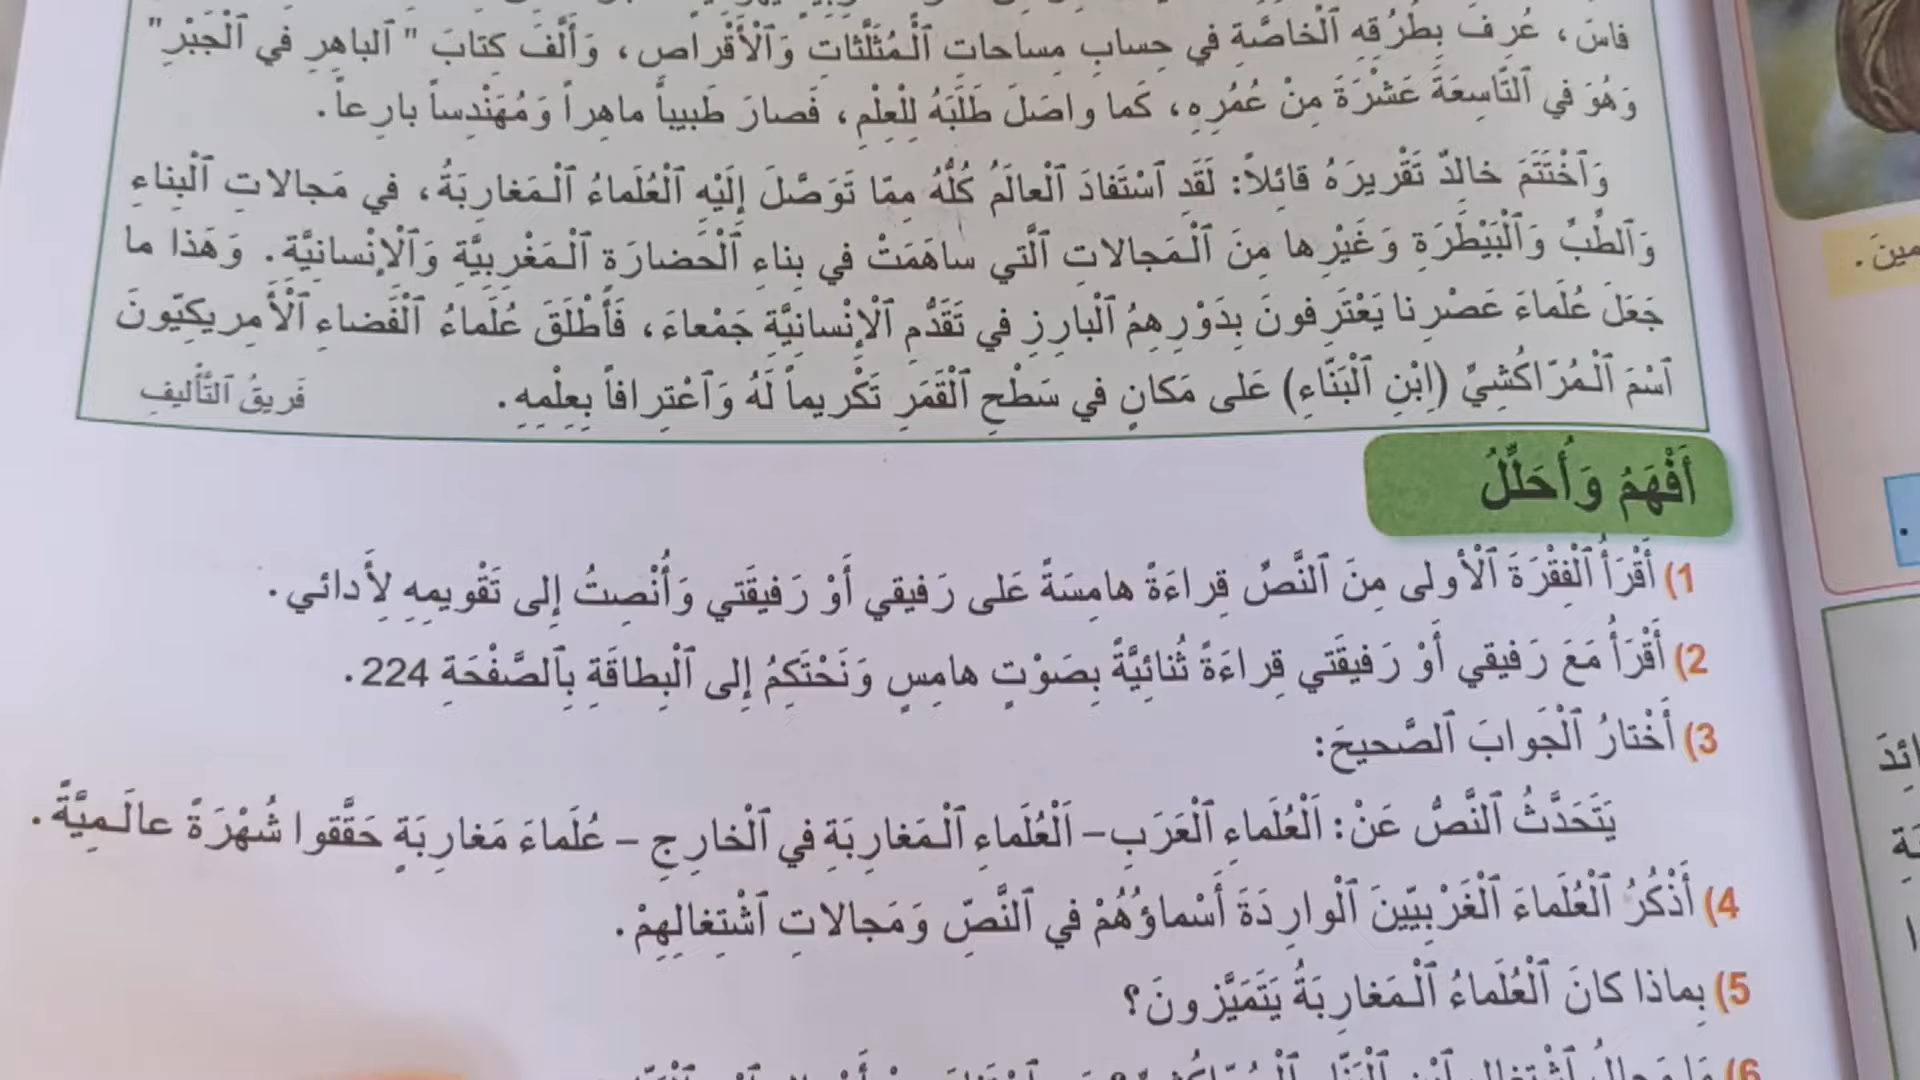 فاسَ، عُرِفَ بِطُرُقِهِ ٱلْخاصَّةِ في حِسابِ مِساحاتِ ٱلْمُثَلَّثاتِ وَٱلْأَقْراصِ، وَأَلَّفَ كِتابَ " ٱلباهِرِ في ٱلْجَبْرِ"
وَهُوَ في ٱلتَّاسِعَةَ عَشْرَةَ مِنْ عُمُرِهِ، كَما واصَلَ طَلَبَهُ لِلْعِلْمِ، فَصارَ طَبيباً ماهِراً وَمُهَنْدِساً بارِعاً.
وَٱخْتَتَمَ خالِدٌ تَقْريرَهُ قائِلاً: لَقَدِ ٱسْتَفادَ ٱلْعالَمُ كُلُّهُ مِمّا تَوَصَّلَ إِلَيْهِ ٱلْعُلَماءُ ٱلْمَغارِبَةُ، في مَجالاتِ ٱلْبِناءِ
وَٱلطِّبِّ وَٱلْبَيْطَرَةِ وَغَيْرِها مِنَ ٱلْمَجالاتِ ٱلَّتي ساهَمَتْ في بِناءِ ٱلْحَضارَةِ ٱلْمَغْرِبِيَّةِ وَٱلْإِنْسانِيَّةِ. وَهَذا ما
جَعَلَ عُلَماءَ عَصْرِنا يَعْتَرِفونَ بِدَوْرِهِمُ ٱلْبارِزِ في تَقَدُّمِ ٱلْإِنْسانِيَّةِ جَمْعاءَ، فَأَطْلَقَ عُلَماءُ ٱلْفَضاءِ ٱلْأَمِريكِيّونَ
ٱسْمَ ٱلْمُرّاكُشِيِّ (اِبْنِ ٱلْبَنّاءِ) عَلى مَكانٍ في سَطْحِ ٱلْقَمَرِ تَكْريماً لَهُ وَٱعْتِرافاً بِعِلْمِهِ. فَريقُ ٱلتَّأْليفِ
أَفْهَمُ وَأُحَلِّلُ
1) أَقْرَأُ ٱلْفِقْرَةَ ٱلْأولى مِنَ ٱلنَّصِّ قِراءَةً هامِسَةً عَلى رَفيقي أَوْ رَفيقَتي وَأُنْصِتُ إِلى تَقْويمِهِ لِأَدائي.
2) أَقْرَأُ مَعَ رَفيقي أَوْ رَفيقَتي قِراءَةً ثُنائِيَّةً بِصَوْتٍ هامِسٍ وَنَحْتَكِمُ إِلى ٱلْبِطاقَةِ بِٱلصَّفْحَةِ 224.
3) أَخْتارُ ٱلْجَوابَ ٱلصَّحيحَ:
يَتَحَدَّثُ ٱلنَّصُّ عَنْ: ٱلْعُلَماءِ ٱلْعَرَبِ– ٱلْعُلَماءِ ٱلْمَغارِبَةِ في ٱلْخارِجِ – عُلَماءَ مَغارِبَةٍ حَقَّقوا شُهْرَةً عالَمِيَّةً.
4) أَذْكُرُ ٱلْعُلَماءَ ٱلْغَرْبِيّينَ ٱلْوارِدَةَ أَسْماؤُهُمْ في ٱلنَّصِّ وَمَجالاتِ ٱشْتِغالِهِمْ.
5) بِماذا كانَ ٱلْعُلَماءُ ٱلْمَغارِبَةُ يَتَمَيَّزونَ؟